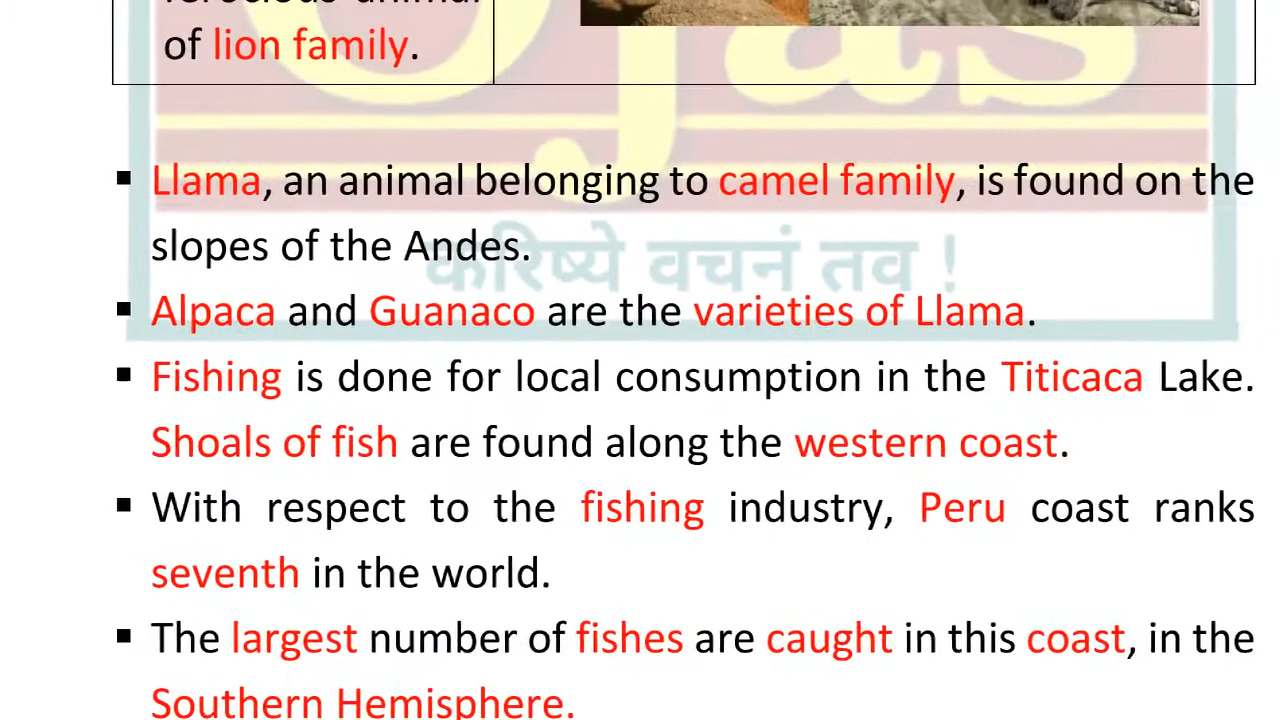 ferocious animal
of lion family.
Ojas
▪ Llama, an animal belonging to camel family, is found on the
slopes of the Andes.
करिष्ये वचनं तव !
▪ Alpaca and Guanaco are the varieties of Llama.
▪ Fishing is done for local consumption in the Titicaca Lake.
Shoals of fish are found along the western coast.
▪ With respect to the fishing industry, Peru coast ranks
seventh in the world.
▪ The largest number of fishes are caught in this coast, in the
Southern Hemisphere.